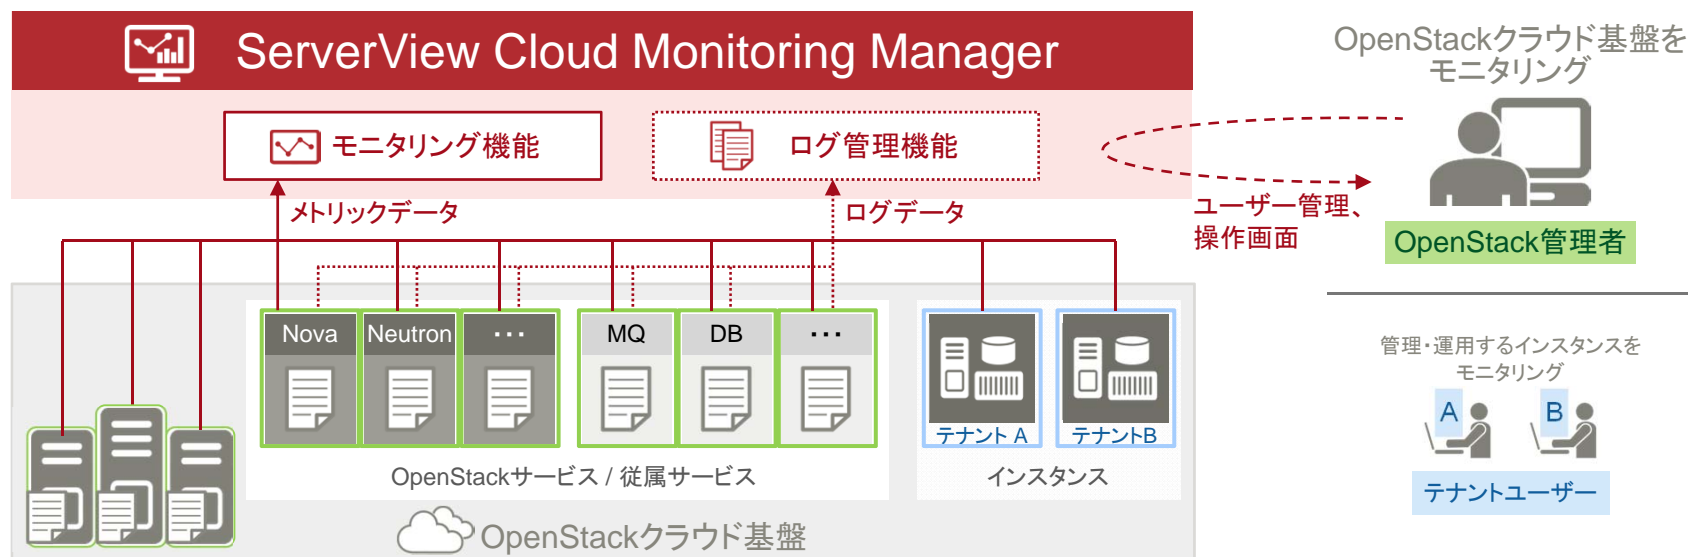 ServerView Cloud Monitoring Manager
モニタリング機能
ログ管理機能
メトリックデータ
ログデータ
ユーザー管理、
操作画面
OpenStackクラウド基盤を
モニタリング
OpenStack管理者
Nova
Neutron
･･･
MQ
DB
･･･
テナント A
テナントB
OpenStackサービス / 従属サービス
インスタンス
OpenStackクラウド基盤
管理・運用するインスタンスを
モニタリング
A
B
テナントユーザー